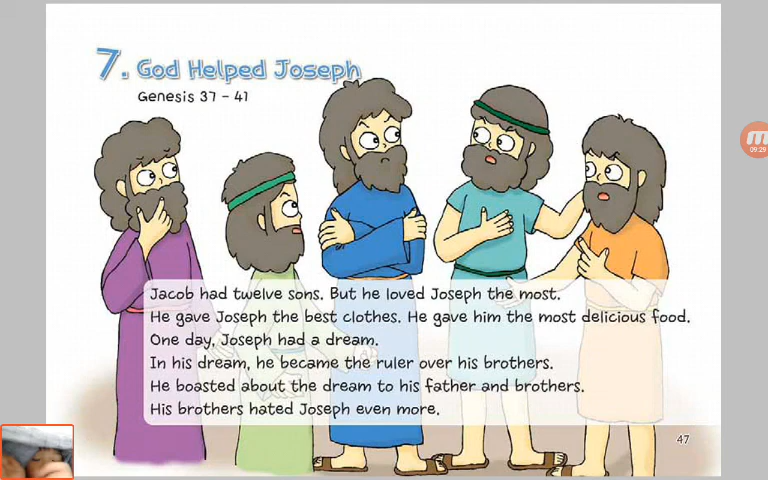 7. God Helped Joseph
Genesis 37 - 41
Jacob had twelve sons. But he loved Joseph the most.
He gave Joseph the best clothes. He gave him the most delicious food.
One day, Joseph had a dream.
In his dream, he became the ruler over his brothers.
He boasted about the dream to his father and brothers.
His brothers hated Joseph even more.
47
09:29